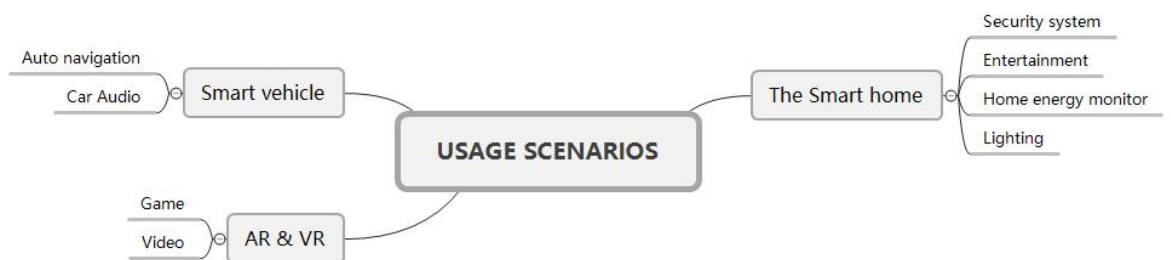 Security system
Auto navigation
Entertainment
Smart vehicle
The Smart home
Car Audio
Home energy monitor
Lighting
USAGE SCENARIOS
Game
AR & VR
Video